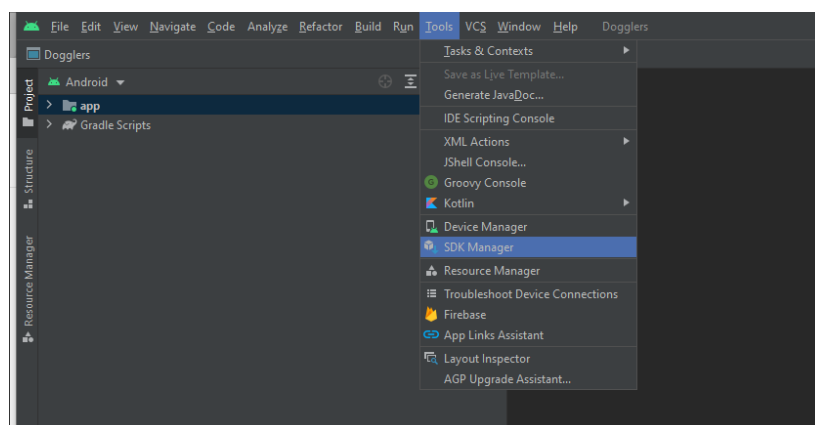 File Edit View Navigate Code Analyze Refactor Build Run Tools VCS Window Help Dogglers
Dogglers
Android
app
Gradle Scripts
Project
Structure
Resource Manager
Tasks & Contexts
Save as Live Template...
Generate JavaDoc...
IDE Scripting Console
XML Actions
JShell Console...
G Groovy Console
Kotlin
Device Manager
SDK Manager
Resource Manager
Troubleshoot Device Connections
Firebase
App Links Assistant
Layout Inspector
AGP Upgrade Assistant...